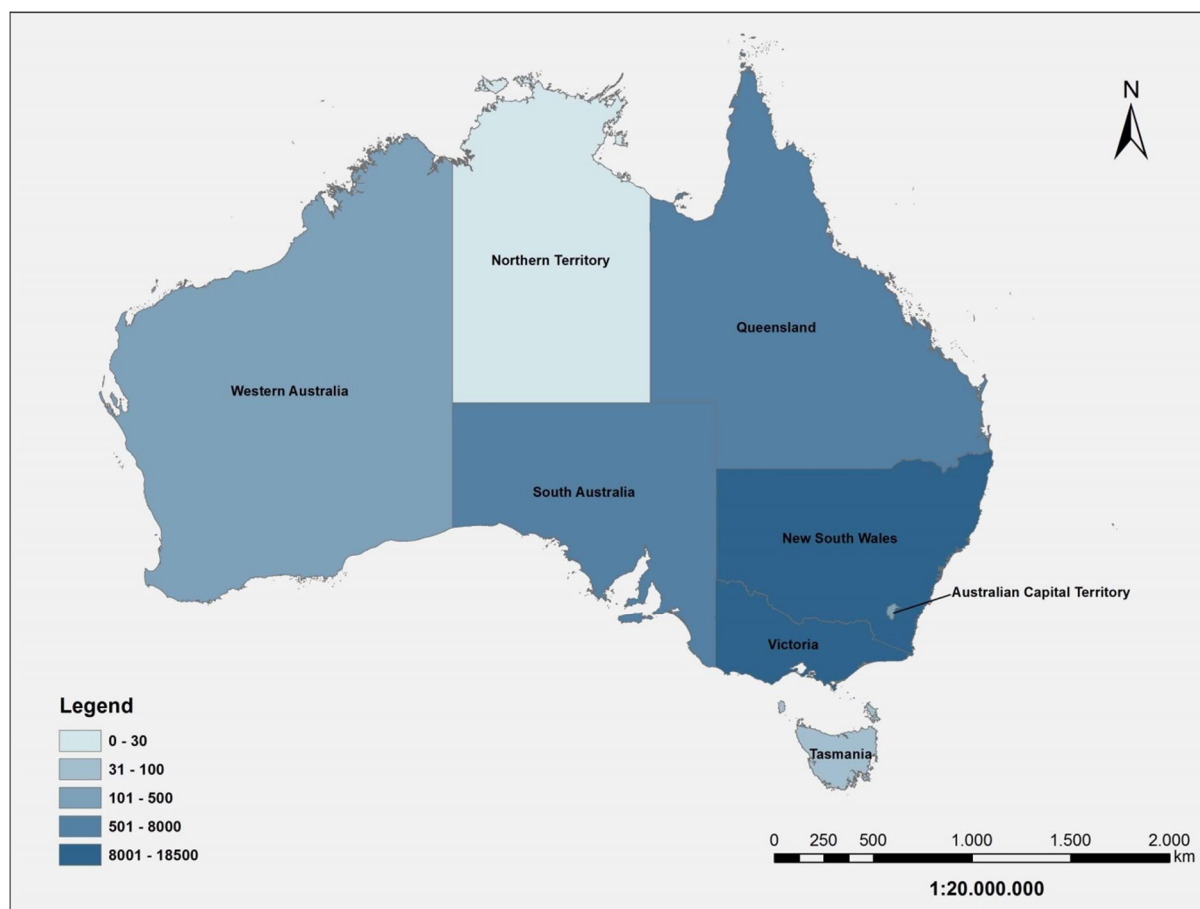 N
Northern Territory
Queensland
Western Australia
South Australia
New South Wales
Australian Capital Territory
Victoria
Tasmania
Legend
0 - 30
31 - 100
101 - 500
501 - 8000
8001 - 18500
0 250 500 1.000 1.500 2.000
km
1:20.000.000